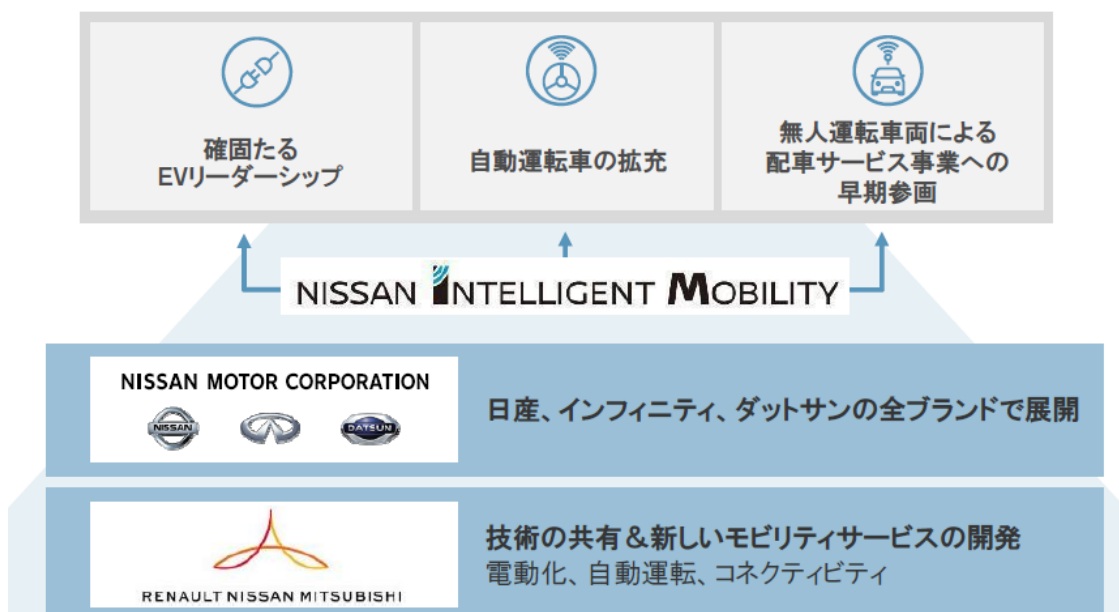 確固たる
EVリーダーシップ
自動運転車の拡充
無人運転車両による
配車サービス事業への
早期参画
NISSAN INTELLIGENT MOBILITY
NISSAN MOTOR CORPORATION
NISSAN
DATSUN
日産、インフィニティ、ダットサンの全ブランドで展開
RENAULT NISSAN MITSUBISHI
技術の共有＆新しいモビリティサービスの開発
電動化、自動運転、コネクティビティ